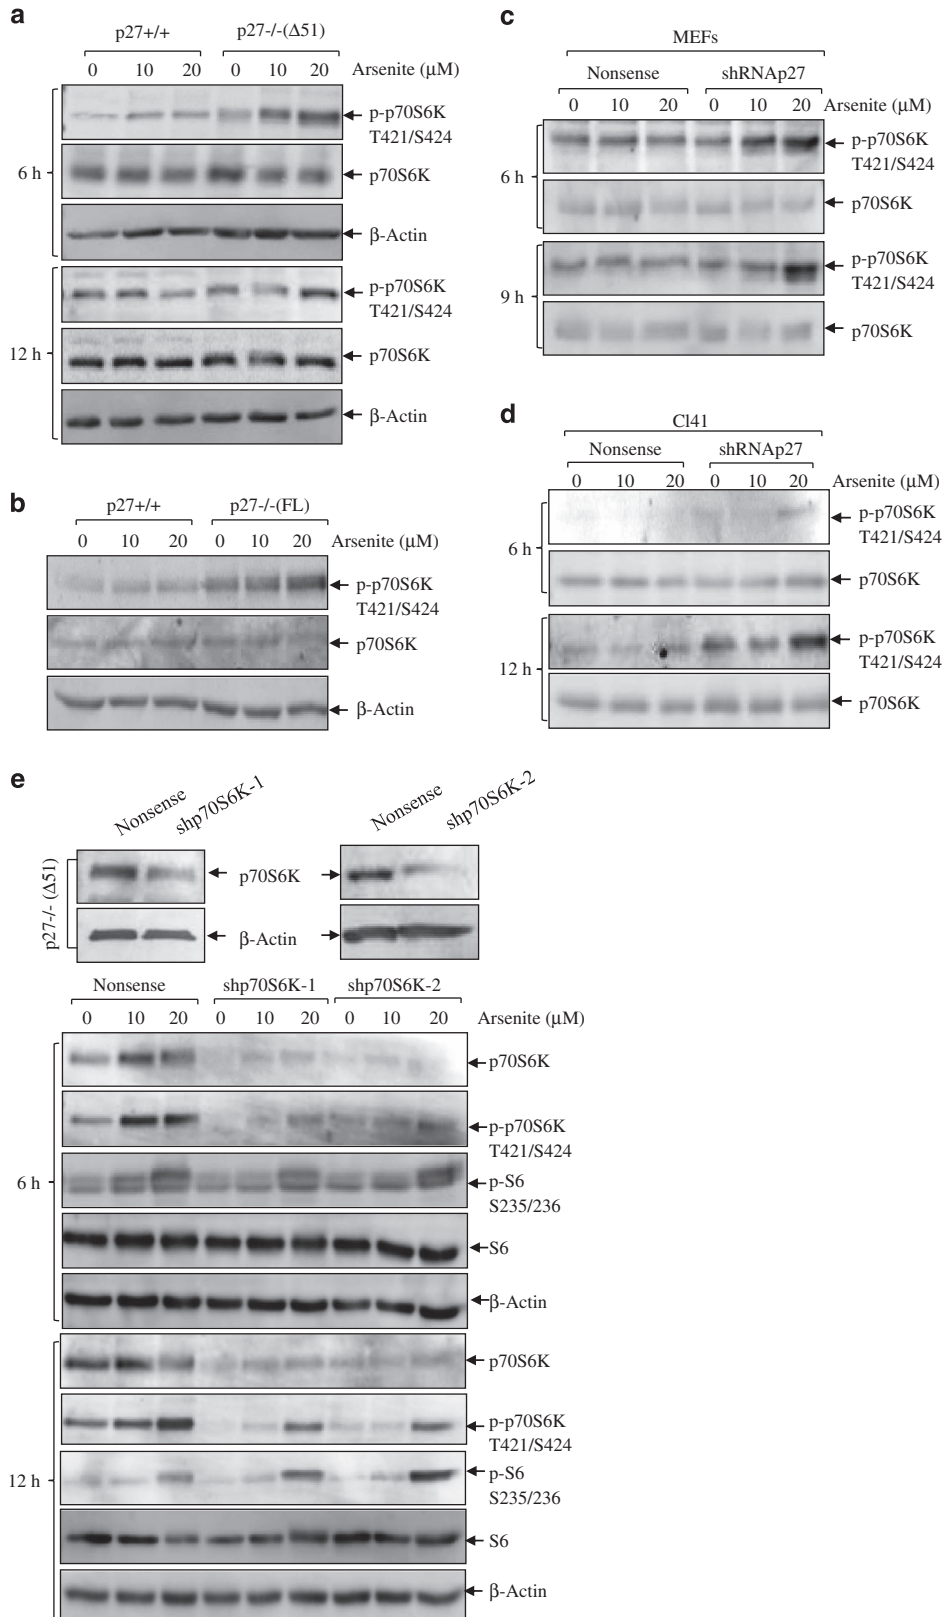 a
p27+/+ p27-/-(Δ51)
0 10 20 0 10 20 Arsenite (μM)
6 h
p-p70S6K
T421/S424
p70S6K
β-Actin
12 h
p-p70S6K
T421/S424
p70S6K
β-Actin
b
p27+/+ p27-/-(FL)
0 10 20 0 10 20 Arsenite (μM)
p-p70S6K
T421/S424
p70S6K
β-Actin
c
MEFs
Nonsense shRNAp27
0 10 20 0 10 20 Arsenite (μM)
6 h
p-p70S6K
T421/S424
p70S6K
9 h
p-p70S6K
T421/S424
p70S6K
d
Cl41
Nonsense shRNAp27
0 10 20 0 10 20 Arsenite (μM)
6 h
p-p70S6K
T421/S424
p70S6K
12 h
p-p70S6K
T421/S424
p70S6K
e
Nonsense shp70S6K-1 Nonsense shp70S6K-2
p27-/- (Δ51)
p70S6K
β-Actin
Nonsense shp70S6K-1 shp70S6K-2
0 10 20 0 10 20 0 10 20 Arsenite (μM)
6 h
p70S6K
p-p70S6K
T421/S424
p-S6
S235/236
S6
β-Actin
12 h
p70S6K
p-p70S6K
T421/S424
p-S6
S235/236
S6
β-Actin